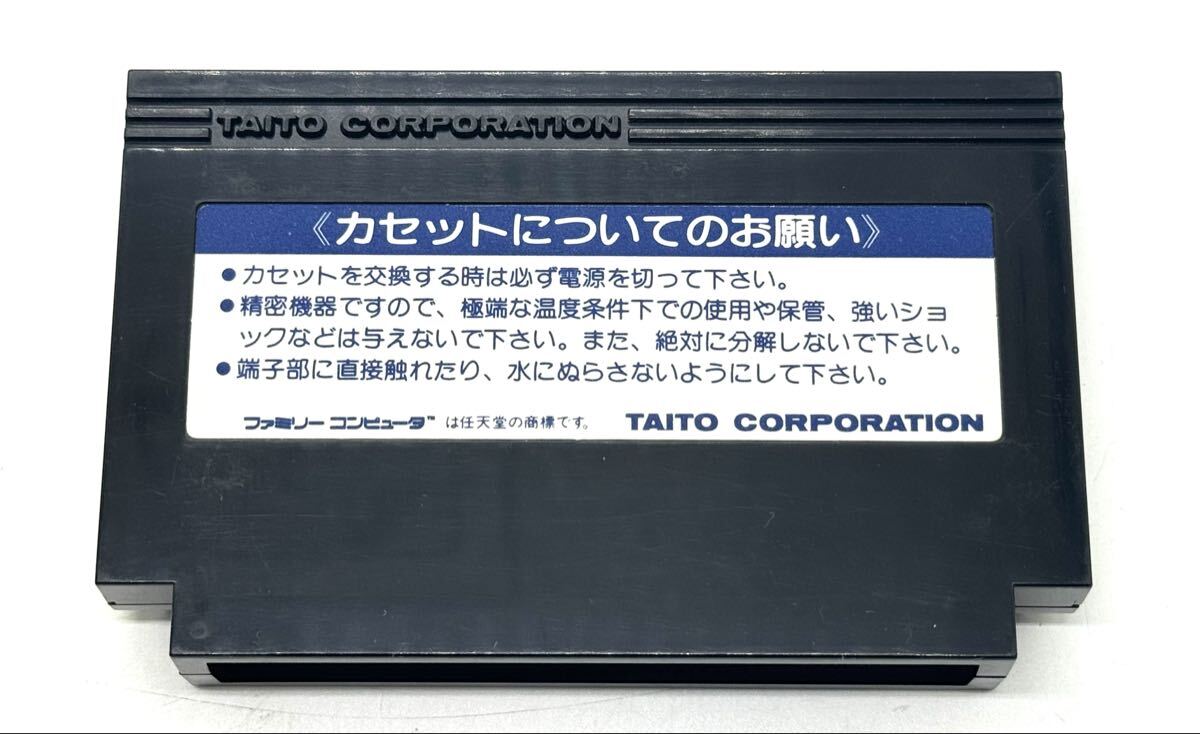 TAITO CORPORATION
《カセットについてのお願い》
●カセットを交換する時は必ず電源を切って下さい。
●精密機器ですので、極端な温度条件下での使用や保管、強いショ
ックなどは与えないで下さい。また、絶対に分解しないで下さい。
●端子部に直接触れたり、水にぬらさないようにして下さい。
ファミリーコンピュータ™ は任天堂の商標です。 TAITO CORPORATION